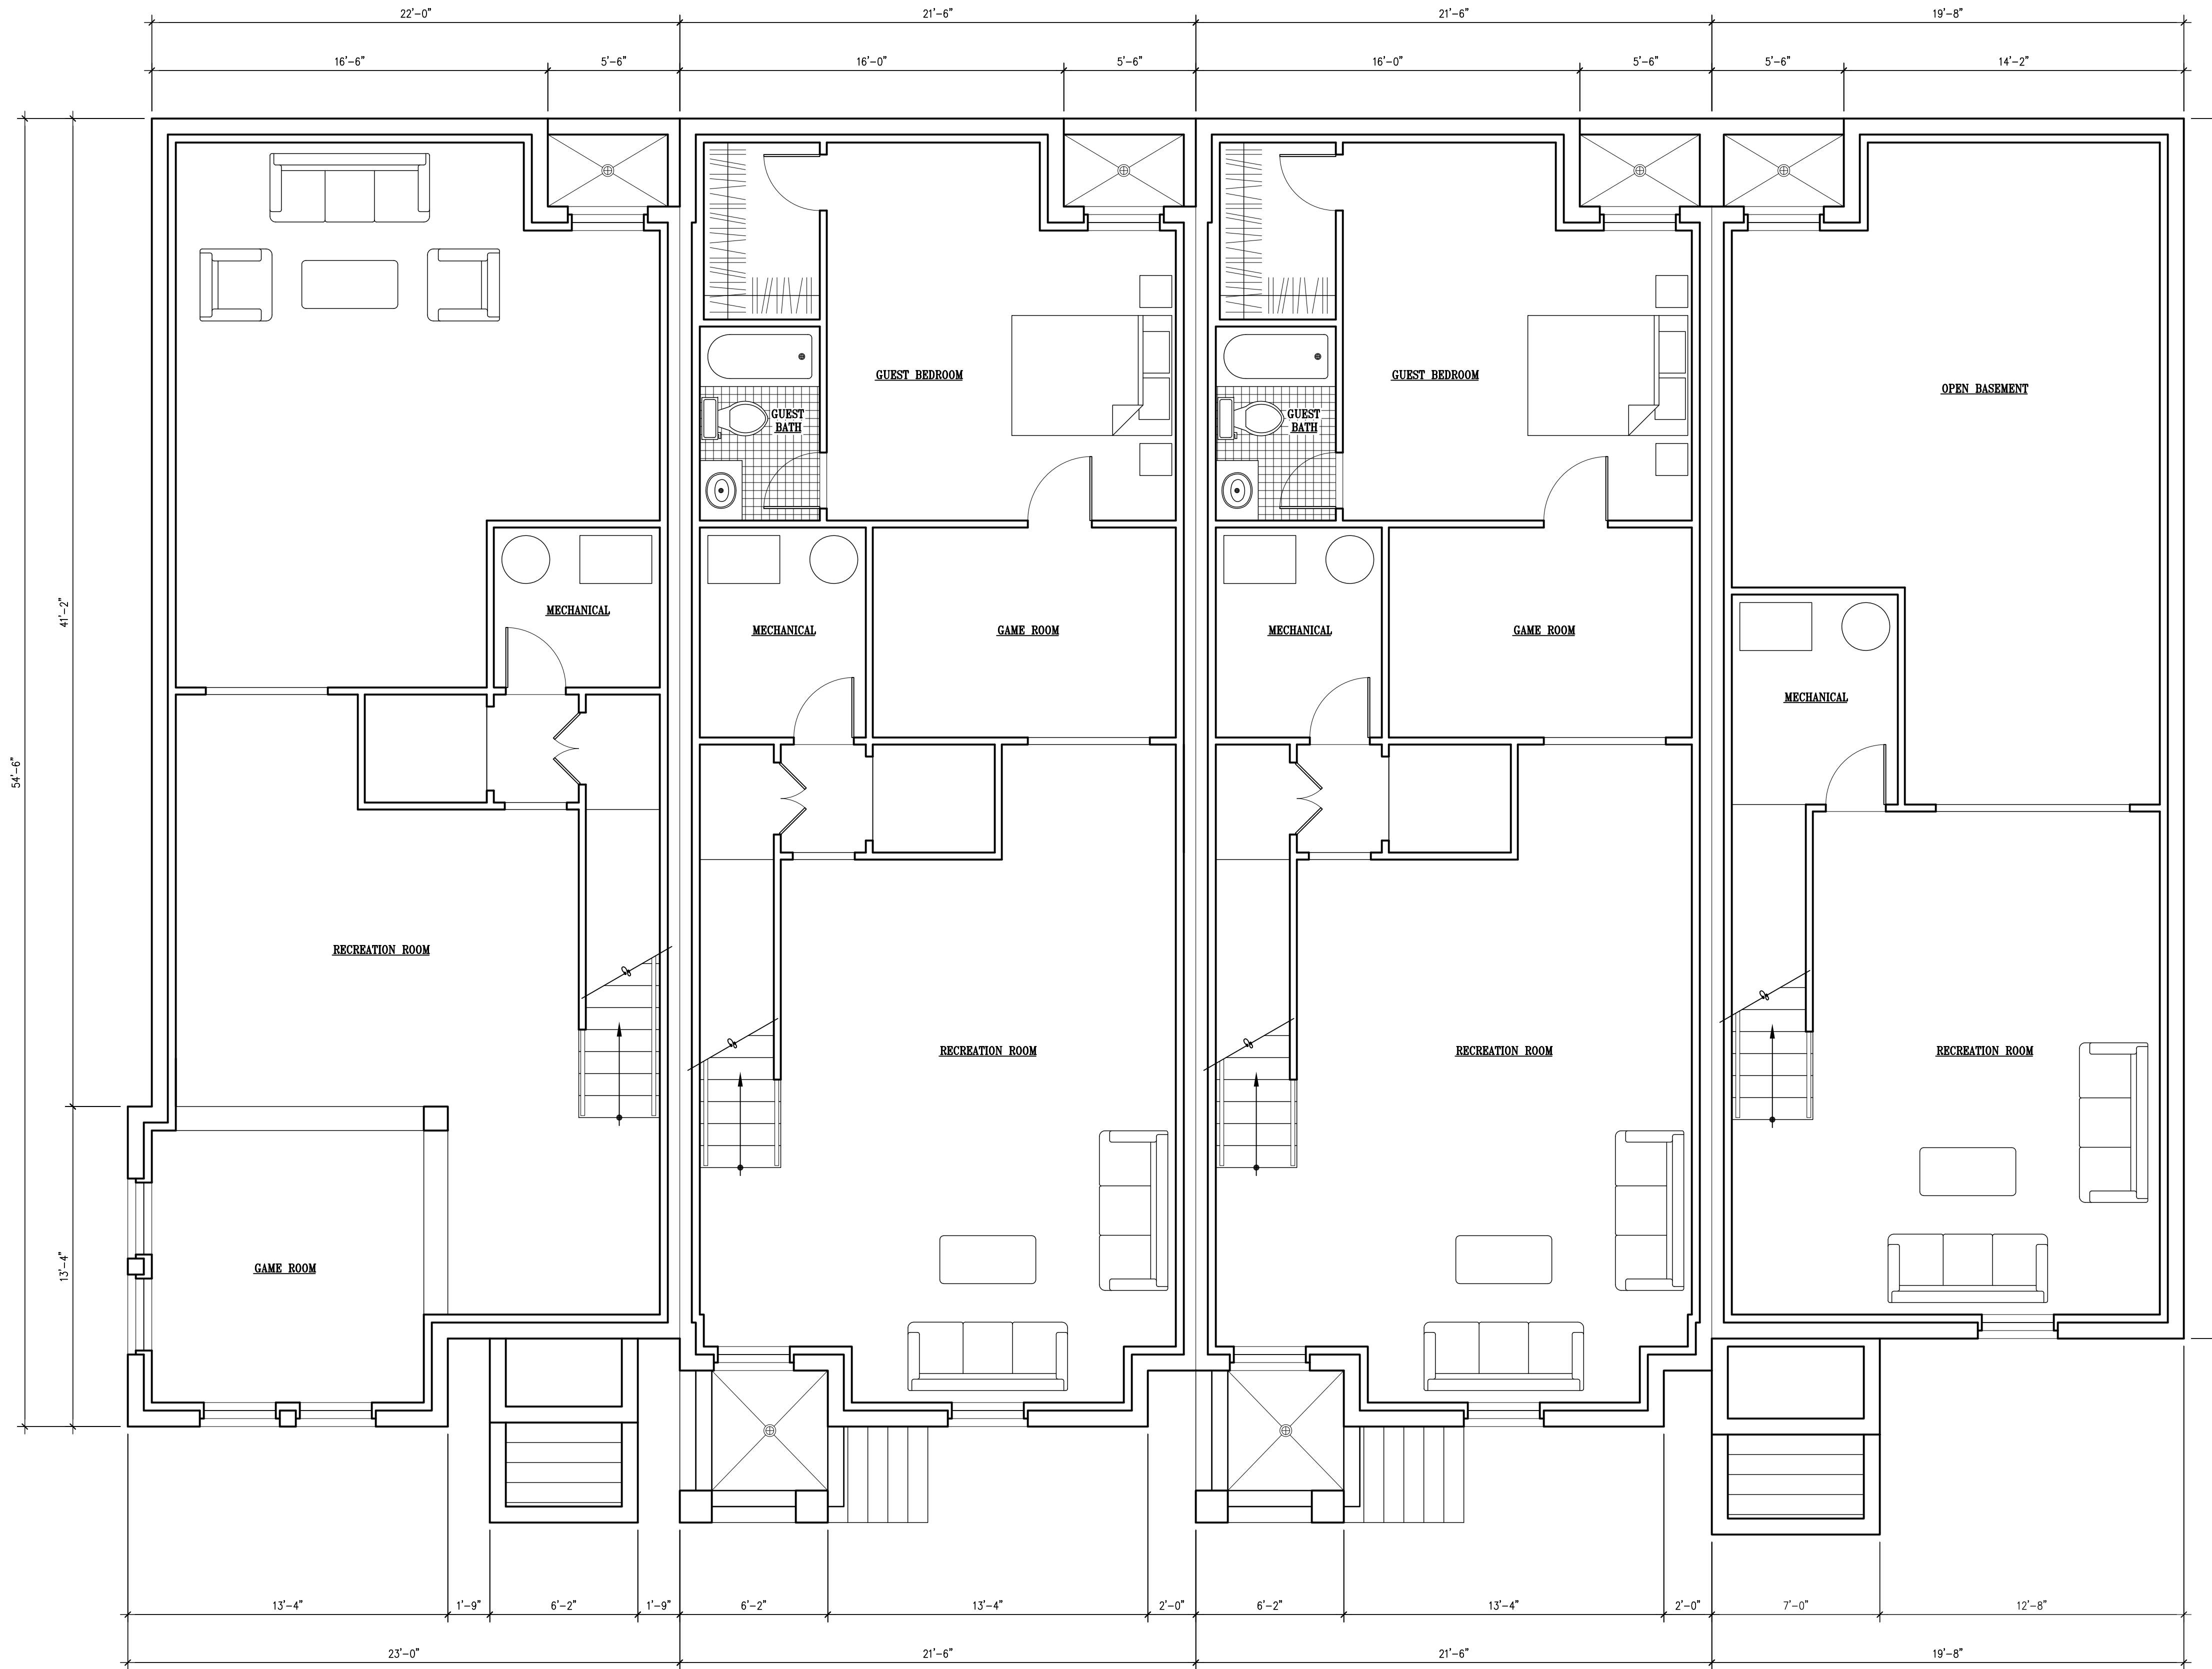 22'-0" 21'-6" 21'-6" 19'-8"
16'-6" 5'-6" 16'-0" 5'-6" 16'-0" 5'-6" 5'-6" 14'-2"
GUEST BEDROOM
GUEST BEDROOM
OPEN BASEMENT
GUEST
BATH
GUEST
BATH
41'-2"
MECHANICAL
MECHANICAL
GAME ROOM
MECHANICAL
GAME ROOM
MECHANICAL
54'-6"
RECREATION ROOM
RECREATION ROOM
RECREATION ROOM
RECREATION ROOM
13'-4"
GAME ROOM
13'-4" 1'-9" 6'-2" 1'-9" 6'-2" 13'-4" 2'-0" 6'-2" 13'-4" 2'-0" 7'-0" 12'-8"
23'-0" 21'-6" 21'-6" 19'-8"